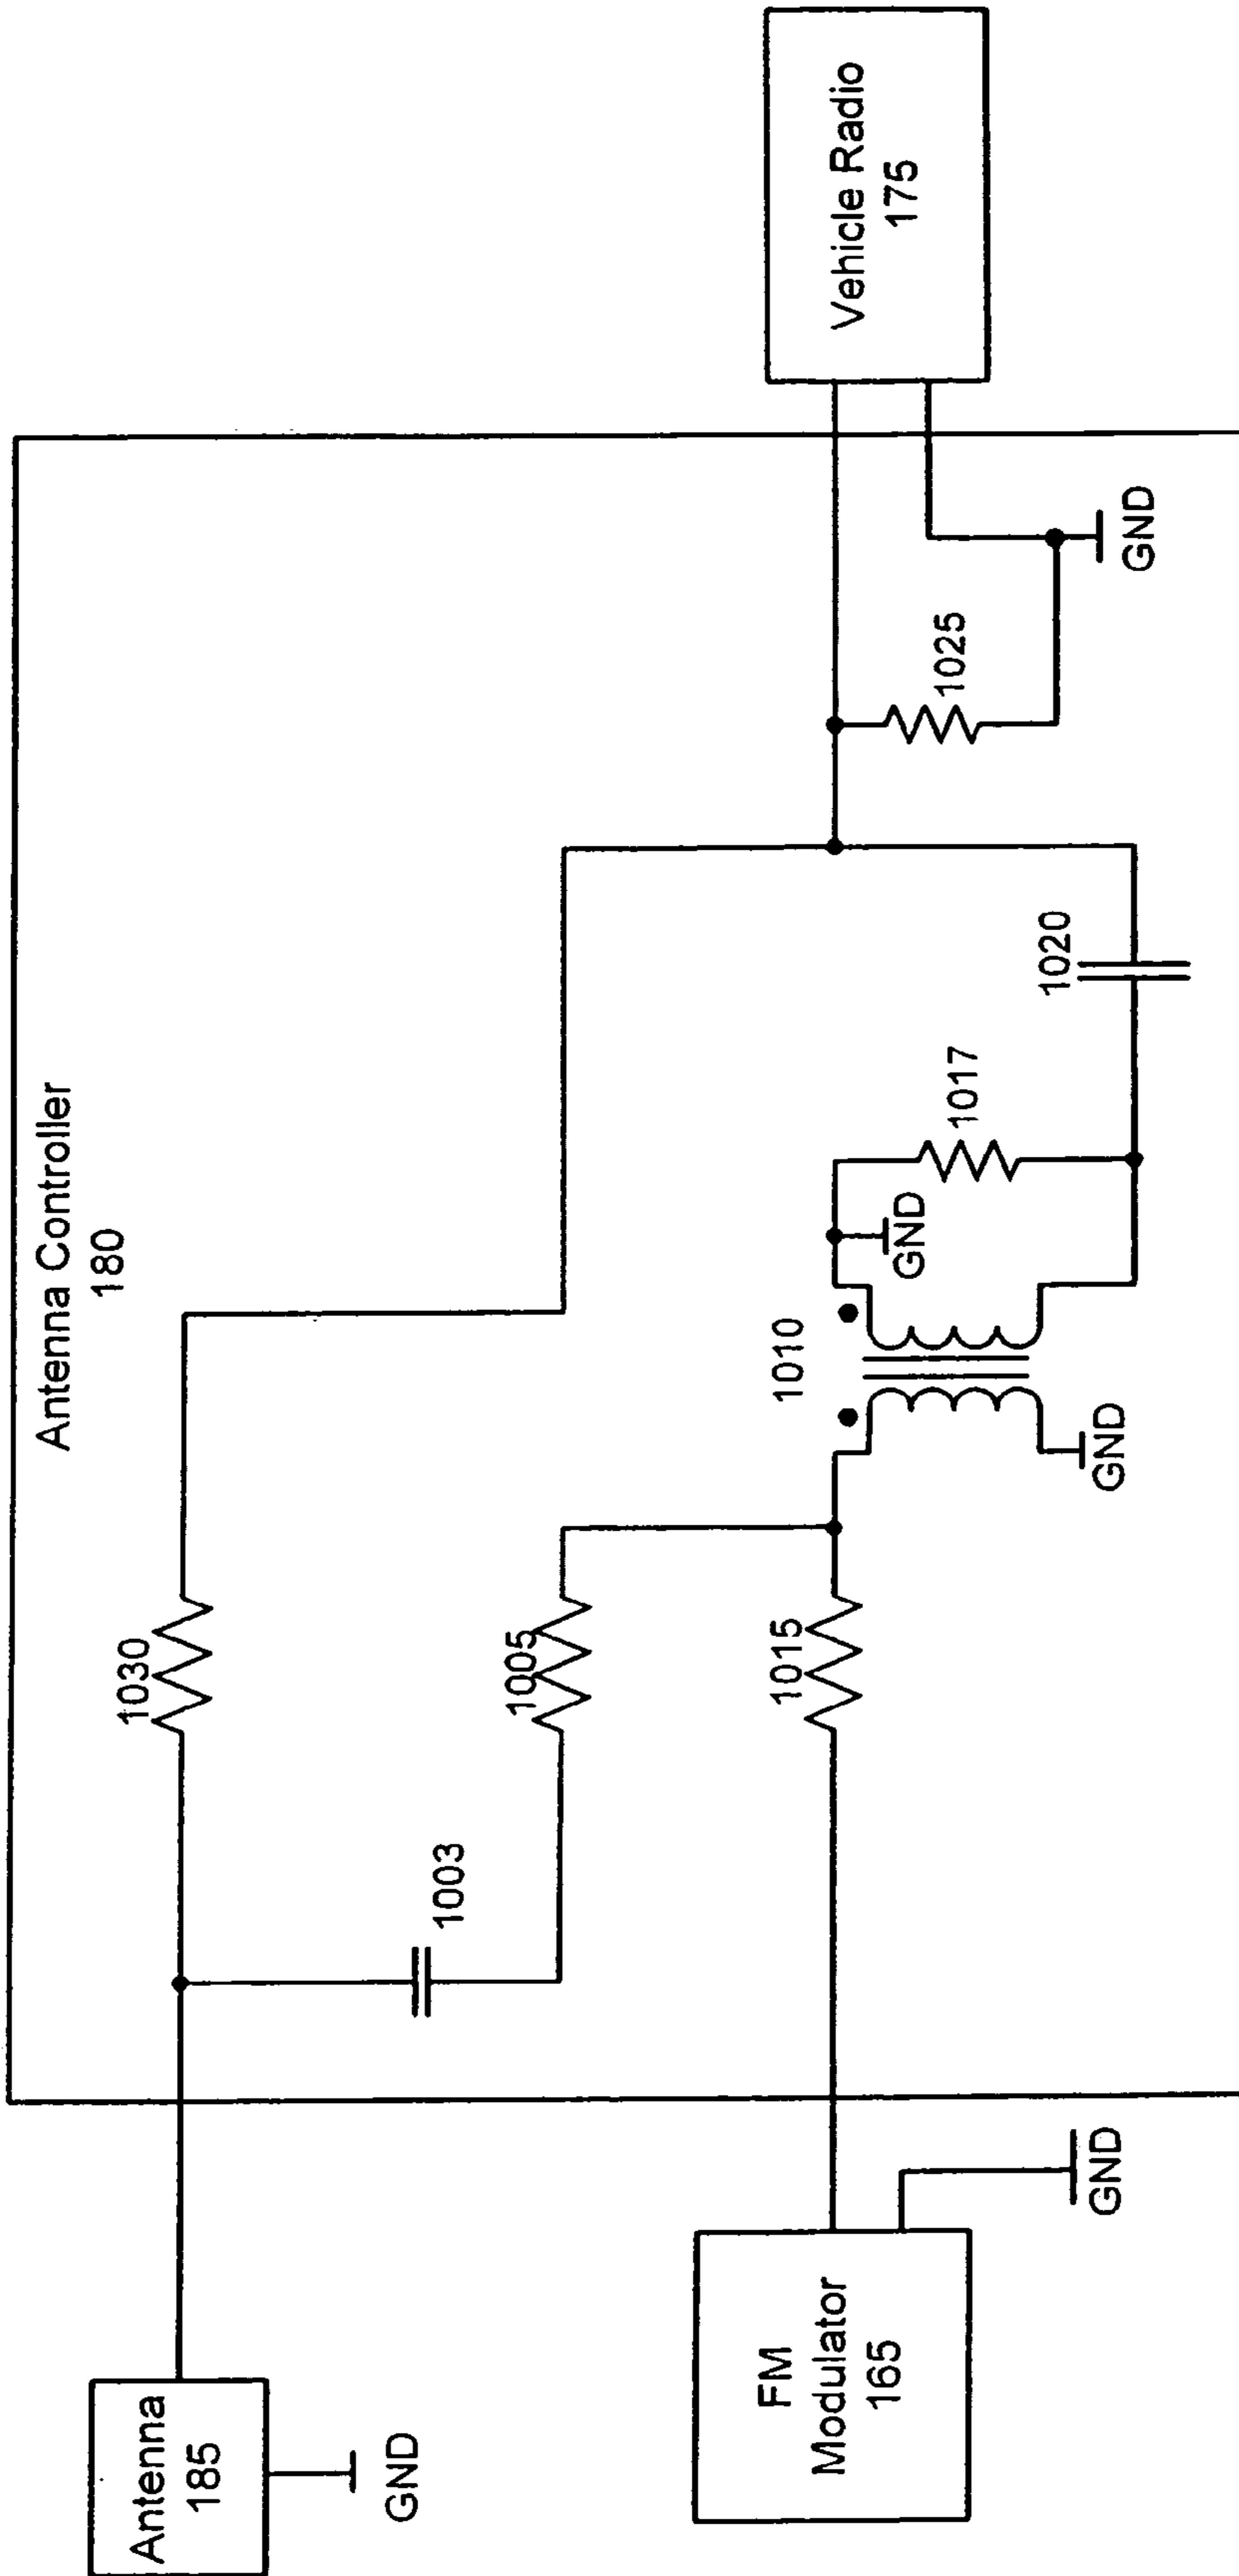 Antenna Controller
180
Antenna
185
GND
1030
1003
1005
FM
Modulator
165
GND
1015
1010
GND
GND
1017
1020
1025
GND
Vehicle Radio
175